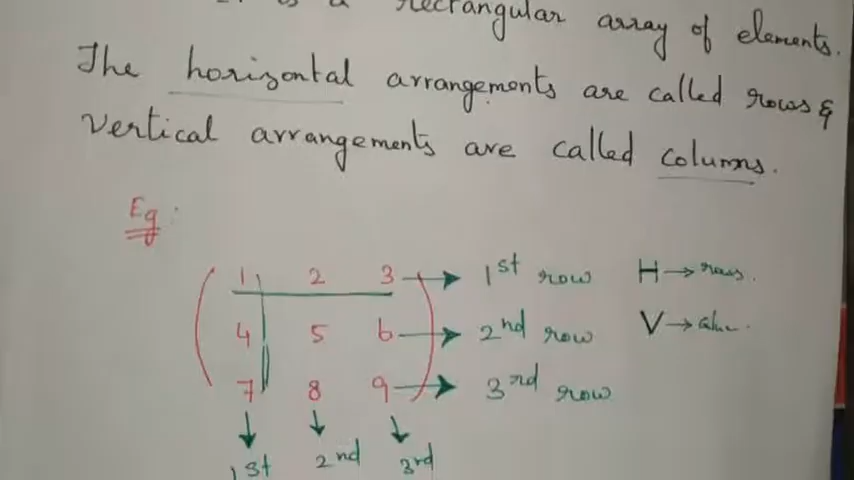 is a rectangular array of elements.
The horizontal arrangements are called rows &
vertical arrangements are called columns.
Eg:
1 2 3 → 1st row H → rows.
4 5 6 → 2nd row V →
7 8 9 → 3rd row
↓ ↓ ↓
1st 2nd 3rd